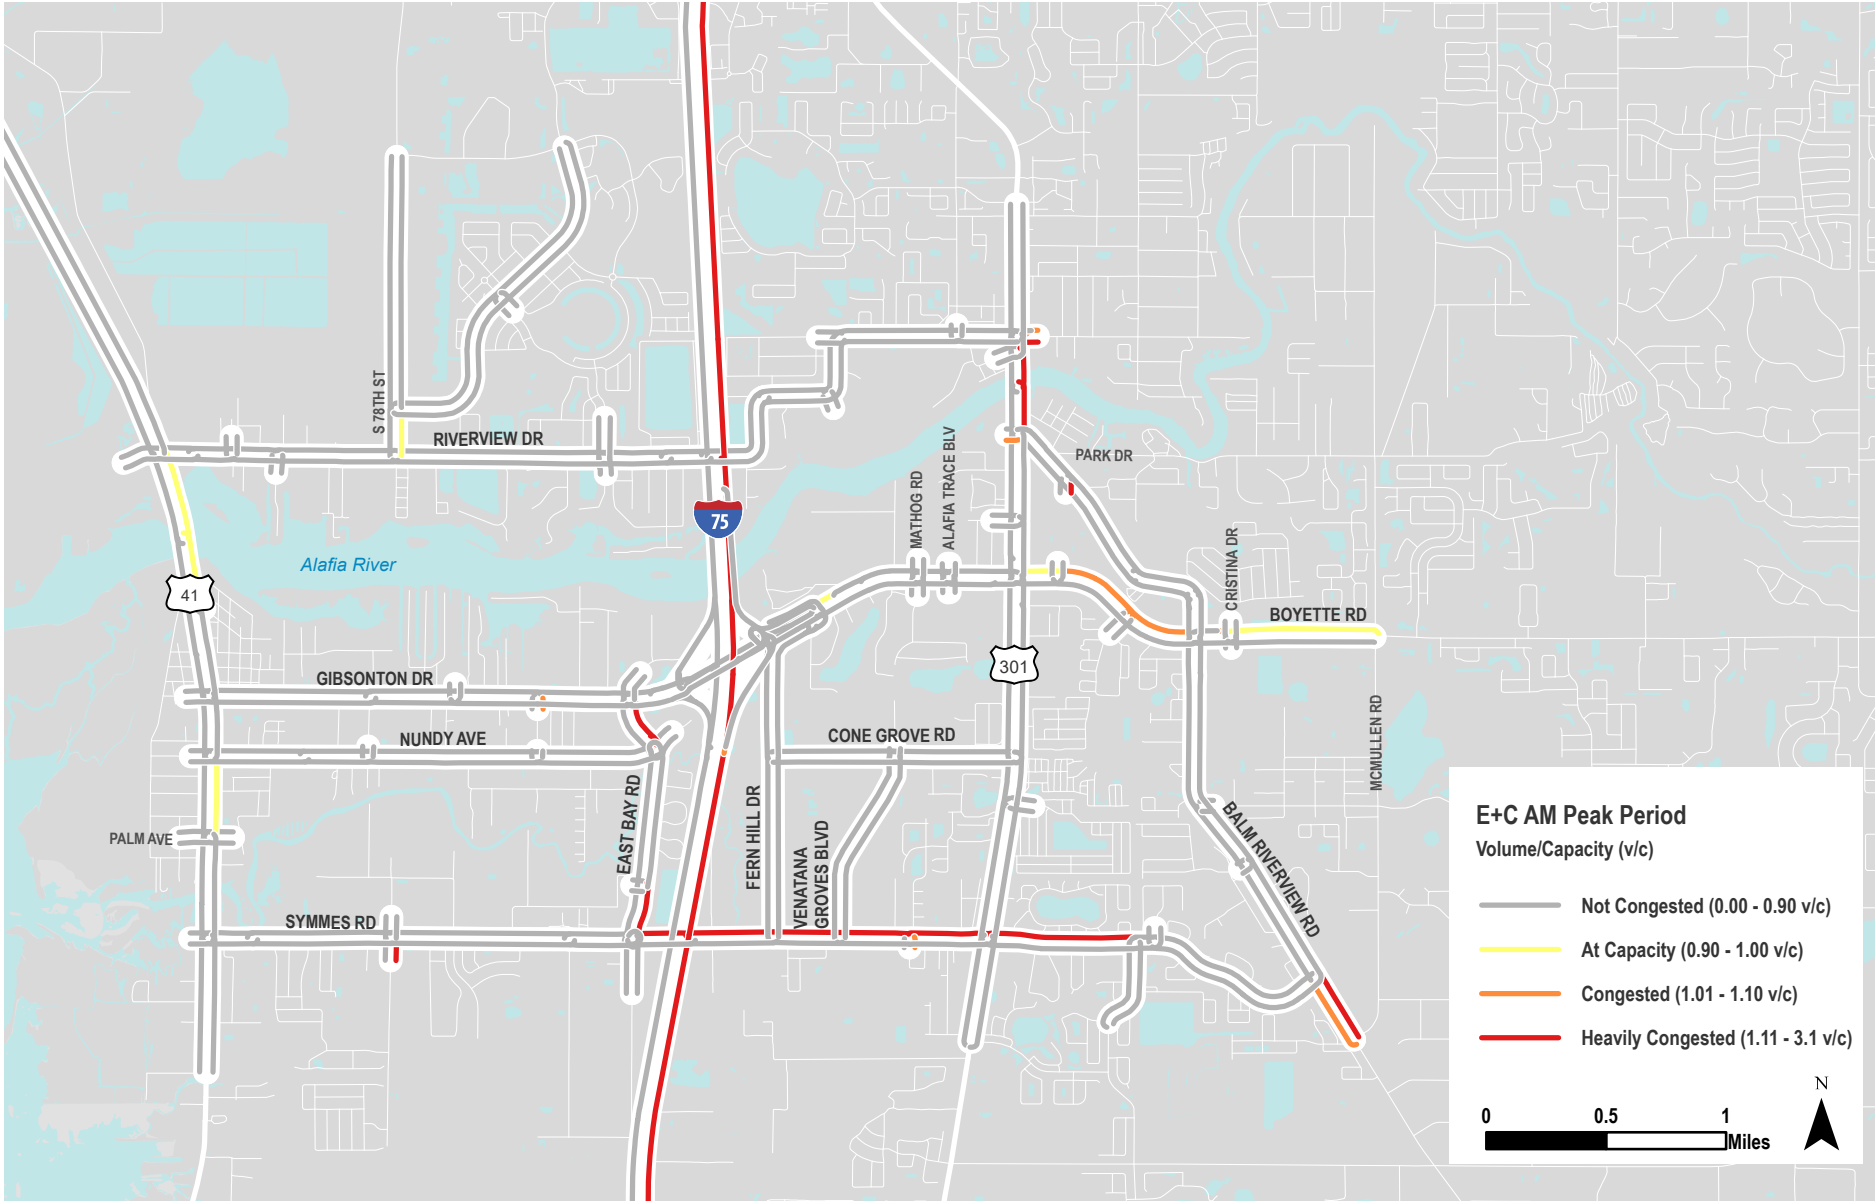 S 78TH ST
RIVERVIEW DR
PARK DR
MATHOG RD
ALAFIA TRACE BLV
75
Alafia River
41
CRISTINA DR
BOYETTE RD
301
GIBSONTON DR
NUNDY AVE
CONE GROVE RD
MCMULLEN RD
EAST BAY RD
FERN HILL DR
VENATANA
GROVES BLVD
BALM RIVERVIEW RD
PALM AVE
SYMMES RD
E+C AM Peak Period
Volume/Capacity (v/c)
Not Congested (0.00 - 0.90 v/c)
At Capacity (0.90 - 1.00 v/c)
Congested (1.01 - 1.10 v/c)
Heavily Congested (1.11 - 3.1 v/c)
N
0 0.5 1
Miles